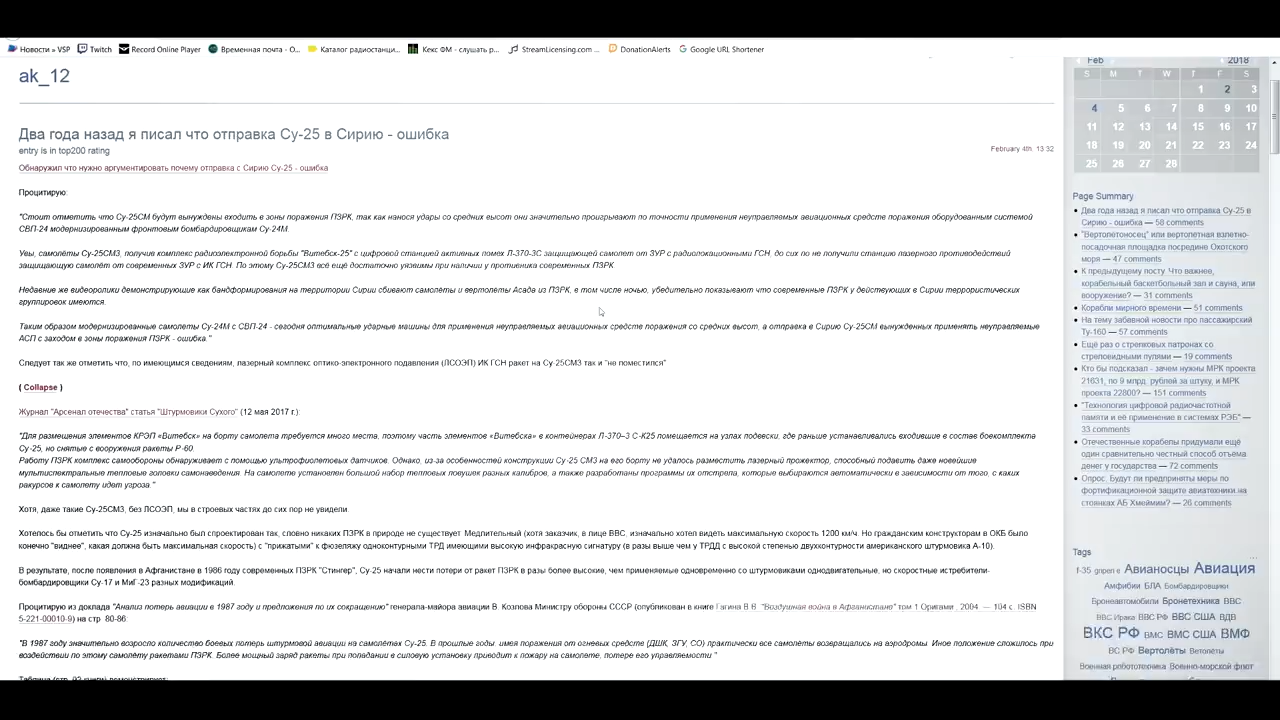 Новости » VSP
Twitch
Record Online Player
Временная почта - О...
Каталог радиостанци...
Кекс ФМ - слушать р...
StreamLicensing.com ...
DonationAlerts
Google URL Shortener
ak_12
Два года назад я писал что отправка Су-25 в Сирию - ошибка
entry is in top200 rating
February 4th, 13:32
Обнаружил что нужно аргументировать почему отправка с Сирию Су-25 - ошибка
Процитирую:
"Стоит отметить что Су-25СМ будут вынуждены входить в зоны поражения ПЗРК, так как нанося удары со средних высот они значительно проигрывают по точности применения неуправляемых авиационных средств поражения оборудованным системой
СВП-24 модернизированным фронтовым бомбардировщикам Су-24М.
Увы, самолёты Су-25СМ3, получив комплекс радиоэлектронной борьбы "Витебск-25" с цифровой станцией активных помех Л-370-3С защищающей самолет от ЗУР с радиолокационными ГСН, до сих по не получили станцию лазерного противодействия
защищающую самолёт от современных ЗУР с ИК ГСН. По этому Су-25СМ3 всё ещё достаточно уязвимы при наличии у противника современных ПЗРК.
Недавние же видеоролики демонстрирующие как бандформирования на территории Сирии сбивают самолёты и вертолёты Асада из ПЗРК, в том числе ночью, убедительно показывают что современные ПЗРК у действующих в Сирии террористических
группировок имеются.
Таким образом модернизированные самолеты Су-24М с СВП-24 - сегодня оптимальные ударные машины для применения неуправляемых авиационных средств поражения со средних высот, а отправка в Сирию Су-25СМ вынужденных применять неуправляемые
АСП с заходом в зоны поражения ПЗРК - ошибка."
Следует так же отметить что, по имеющимся сведениям, лазерный комплекс оптико-электронного подавления (ЛСОЭП) ИК ГСН ракет на Су-25СМ3 так и "не поместился"
( Collapse )
Журнал "Арсенал отечества" статья "Штурмовики Сухого" (12 мая 2017 г.):
"Для размещения элементов КРЭП «Витебск» на борту самолета требуется много места, поэтому часть элементов «Витебска» в контейнерах Л-370–3 С-К25 помещается на узлах подвески, где раньше устанавливались входившие в состав боекомплекта
Су-25, но снятые с вооружения ракеты Р-60.
Работу ПЗРК комплекс самообороны обнаруживает с помощью ультрофиолетовых датчиков. Однако, из-за особенностей конструкции Су-25 СМ3 на его борту не удалось разместить лазерный прожектор, способный подавить даже новейшие
мультиспектральные тепловые головки самонаведения. На самолете установлен большой набор тепловых ловушек разных калибров, а также разработаны программы их отстрела, которые выбираются автоматически в зависимости от того, с каких
ракурсов к самолету идет угроза."
Хотя, даже такие Су-25СМ3, без ЛСОЭП, мы в строевых частях до сих пор не увидели.
Хотелось бы отметить что Су-25 изначально был спроектирован так, словно никаких ПЗРК в природе не существует. Медлительный (хотя заказчик, в лице ВВС, изначально хотел видеть максимальную скорость 1200 км/ч. Но гражданским конструкторам в ОКБ было
конечно "виднее", какая должна быть максимальная скорость) с "прижатыми" к фюзеляжу одноконтурными ТРД имеющими высокую инфракрасную сигнатуру (в разы выше чем у ТРДД с высокой степенью двухконтурности американского штурмовика А-10).
В результате, после появления в Афганистане в 1986 году современных ПЗРК "Стингер", Су-25 начали нести потери от ракет ПЗРК в разы более высокие, чем применяемые одновременно со штурмовиками однодвигательные, но скоростные истребители-
бомбардировщики Су-17 и МиГ-23 разных модификаций.
Процитирую из доклада "Анализ потерь авиации в 1987 году и предложения по их сокращению" генерала-майора авиации В. Козлова Министру обороны СССР (опубликован в книге Гагина В.В. "Воздушная война в Афганистане" том 1 Оригами , 2004. — 104 с. ISBN
5-221-00010-9) на стр. 80-86:
"В 1987 году значительно возросло количество боевых потерь штурмовой авиации на самолётах Су-25. В прошлые годы, имея поражения от огневых средств (ДШК, ЗГУ, СО) практически все самолеты возвращались на аэродромы. Иное положение сложилось при
воздействии по этому самолёту ракетами ПЗРК. Более мощный заряд ракеты при попадании в силовую установку приводит к пожару на самолете, потере его управляемости."
Feb 2018
S M T W T F S
1 2 3
4 5 6 7 8 9 10
11 12 13 14 15 16 17
18 19 20 21 22 23 24
25 26 27 28
Page Summary
Два года назад я писал что отправка Су-25 в
Сирию - ошибка — 58 comments
"Вертолётоносец" или вертолетная взлетно-
посадочная площадка посредине Охотского
моря — 47 comments
К предыдущему посту. Что важнее,
корабельный баскетбольный зал и сауна, или
вооружение? — 31 comments
Корабли мирного времени — 51 comments
На тему забавной новости про пассажирский
Ту-160 — 57 comments
Ещё раз о стрелковых патронах со
стреловидными пулями — 19 comments
Кто бы подсказал - зачем нужны МРК проекта
21631, по 9 млрд. рублей за штуку, и МРК
проекта 22800? — 151 comments
"Технология цифровой радиочастотной
памяти и её применение в системах РЭБ" —
33 comments
Отечественные корабелы придумали ещё
один сравнительно честный способ отъёма
денег у государства — 72 comments
Опрос. Будут ли предприняты меры по
фортификационной защите авиатехники на
стоянках АБ Хмеймим? — 26 comments
Tags
f-35 gnpen e Авианосцы Авиация
Амфибии БЛА Бомбардировщики
Бронеавтомобили Бронетехника ВВС
ВВС Ирака ВВС РФ ВВС США ВДВ
ВКС РФ ВМС ВМС США ВМФ
ВС РФ Вертолёты Ветолёты
Военная робототехника Военно-морской флот